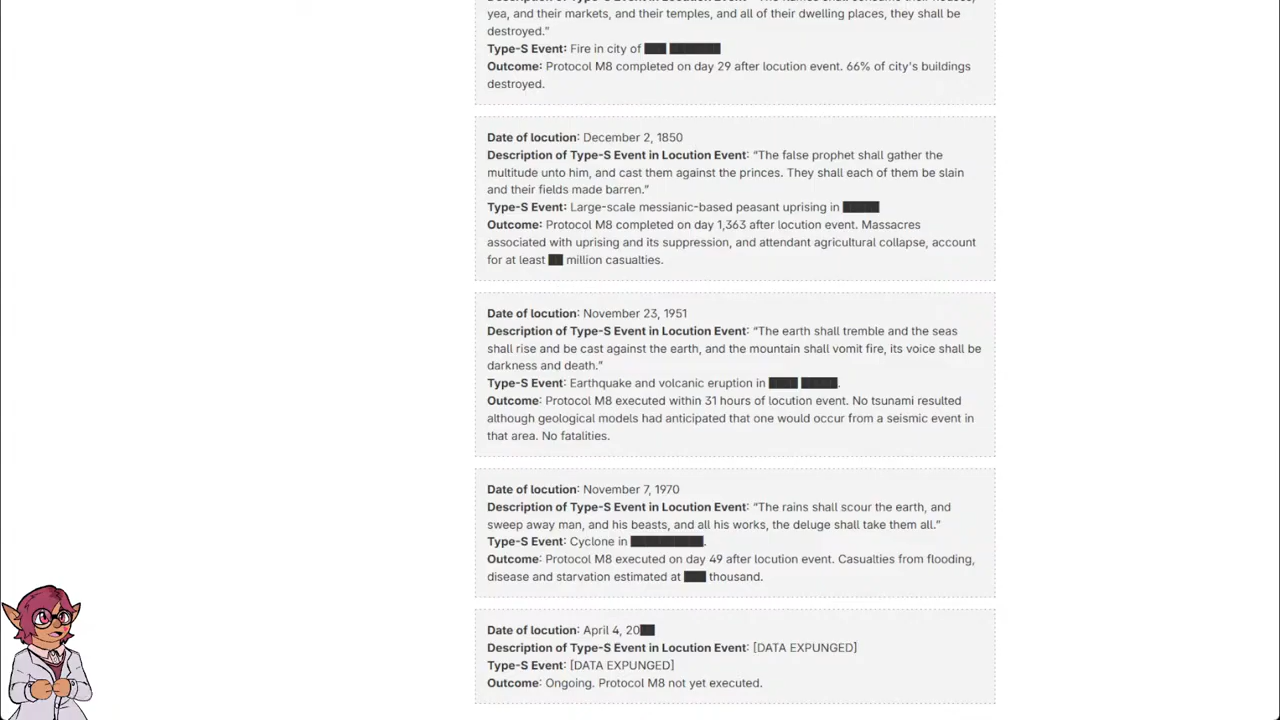 yea, and their markets, and their temples, and all of their dwelling places, they shall be
destroyed."
Type-S Event: Fire in city of ███ ███████
Outcome: Protocol M8 completed on day 29 after locution event. 66% of city's buildings
destroyed.
Date of locution: December 2, 1850
Description of Type-S Event in Locution Event: “The false prophet shall gather the
multitude unto him, and cast them against the princes. They shall each of them be slain
and their fields made barren.”
Type-S Event: Large-scale messianic-based peasant uprising in █████
Outcome: Protocol M8 completed on day 1,363 after locution event. Massacres
associated with uprising and its suppression, and attendant agricultural collapse, account
for at least ██ million casualties.
Date of locution: November 23, 1951
Description of Type-S Event in Locution Event: “The earth shall tremble and the seas
shall rise and be cast against the earth, and the mountain shall vomit fire, its voice shall be
darkness and death.”
Type-S Event: Earthquake and volcanic eruption in ████ █████.
Outcome: Protocol M8 executed within 31 hours of locution event. No tsunami resulted
although geological models had anticipated that one would occur from a seismic event in
that area. No fatalities.
Date of locution: November 7, 1970
Description of Type-S Event in Locution Event: “The rains shall scour the earth, and
sweep away man, and his beasts, and all his works, the deluge shall take them all.”
Type-S Event: Cyclone in ██████████.
Outcome: Protocol M8 executed on day 49 after locution event. Casualties from flooding,
disease and starvation estimated at ███ thousand.
Date of locution: April 4, 20██
Description of Type-S Event in Locution Event: [DATA EXPUNGED]
Type-S Event: [DATA EXPUNGED]
Outcome: Ongoing. Protocol M8 not yet executed.